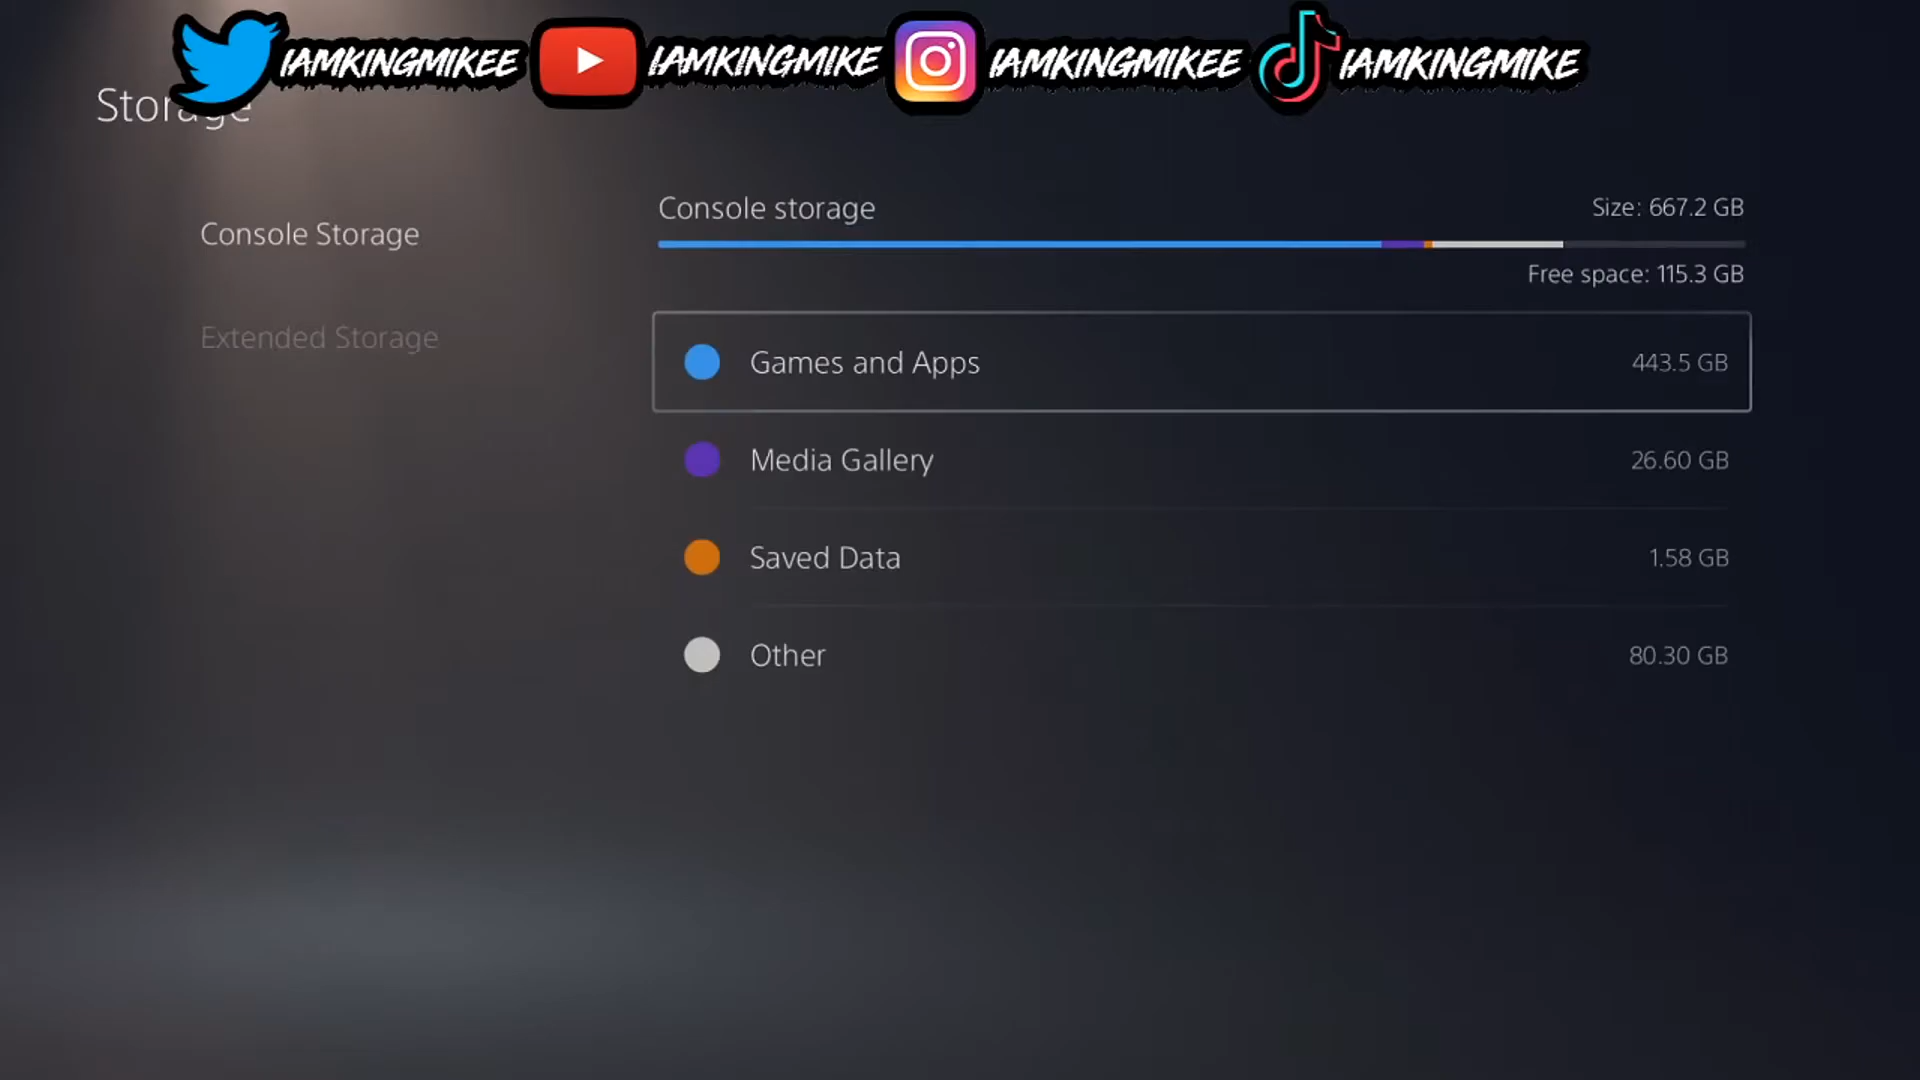 IAMKINGMIKEE IAMKINGMIKE IAMKINGMIKEE IAMKINGMIKE
Storage
Console Storage
Extended Storage
Console storage
Size: 667.2 GB
Free space: 115.3 GB
Games and Apps 443.5 GB
Media Gallery 26.60 GB
Saved Data 1.58 GB
Other 80.30 GB